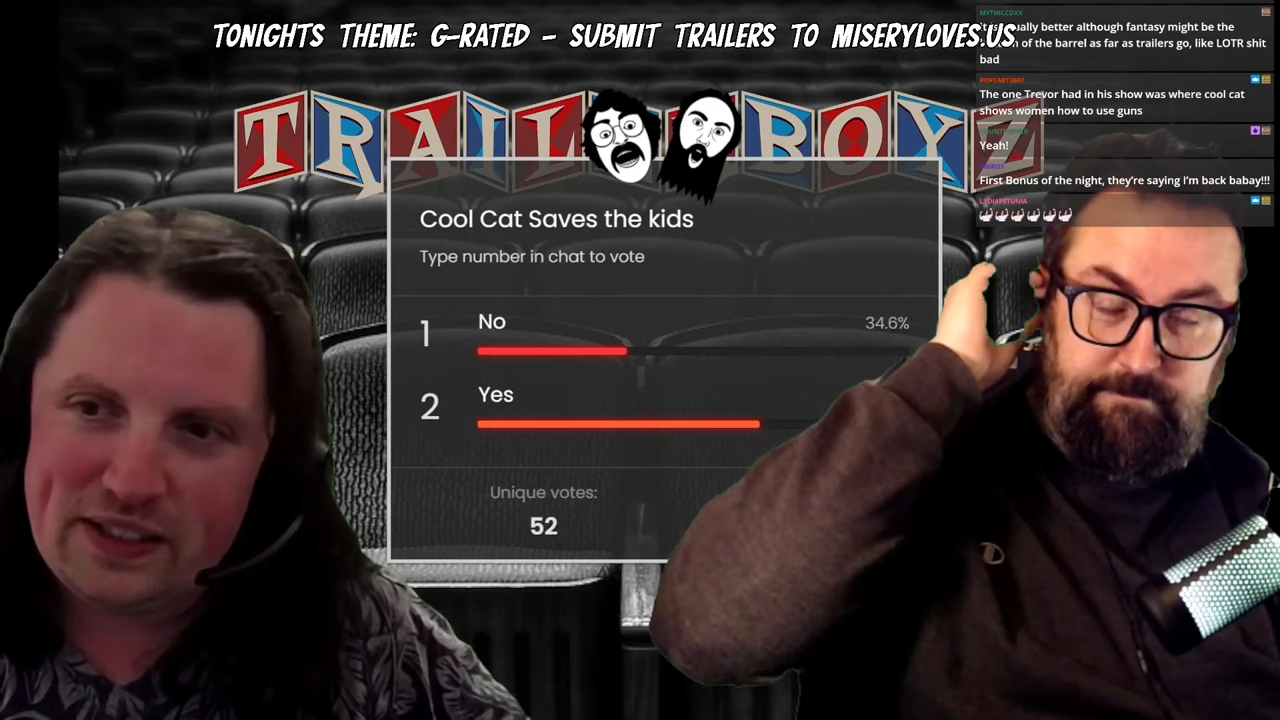 TONIGHTS THEME: G-RATED - SUBMIT TRAILERS TO MISERYLOVES.US
MYTHICCDXX
ally better although fantasy might be the
of the barrel as far as trailers go, like LOTR shit
bad
POPTART3697
The one Trevor had in his show was where cool cat
shows women how to use guns
Yeah!
First Bonus of the night, they're saying I'm back babay!!!
LYDIAPETUNIA
TRAIL BOYZ
Cool Cat Saves the kids
Type number in chat to vote
1 No 34.6%
2 Yes
Unique votes:
52